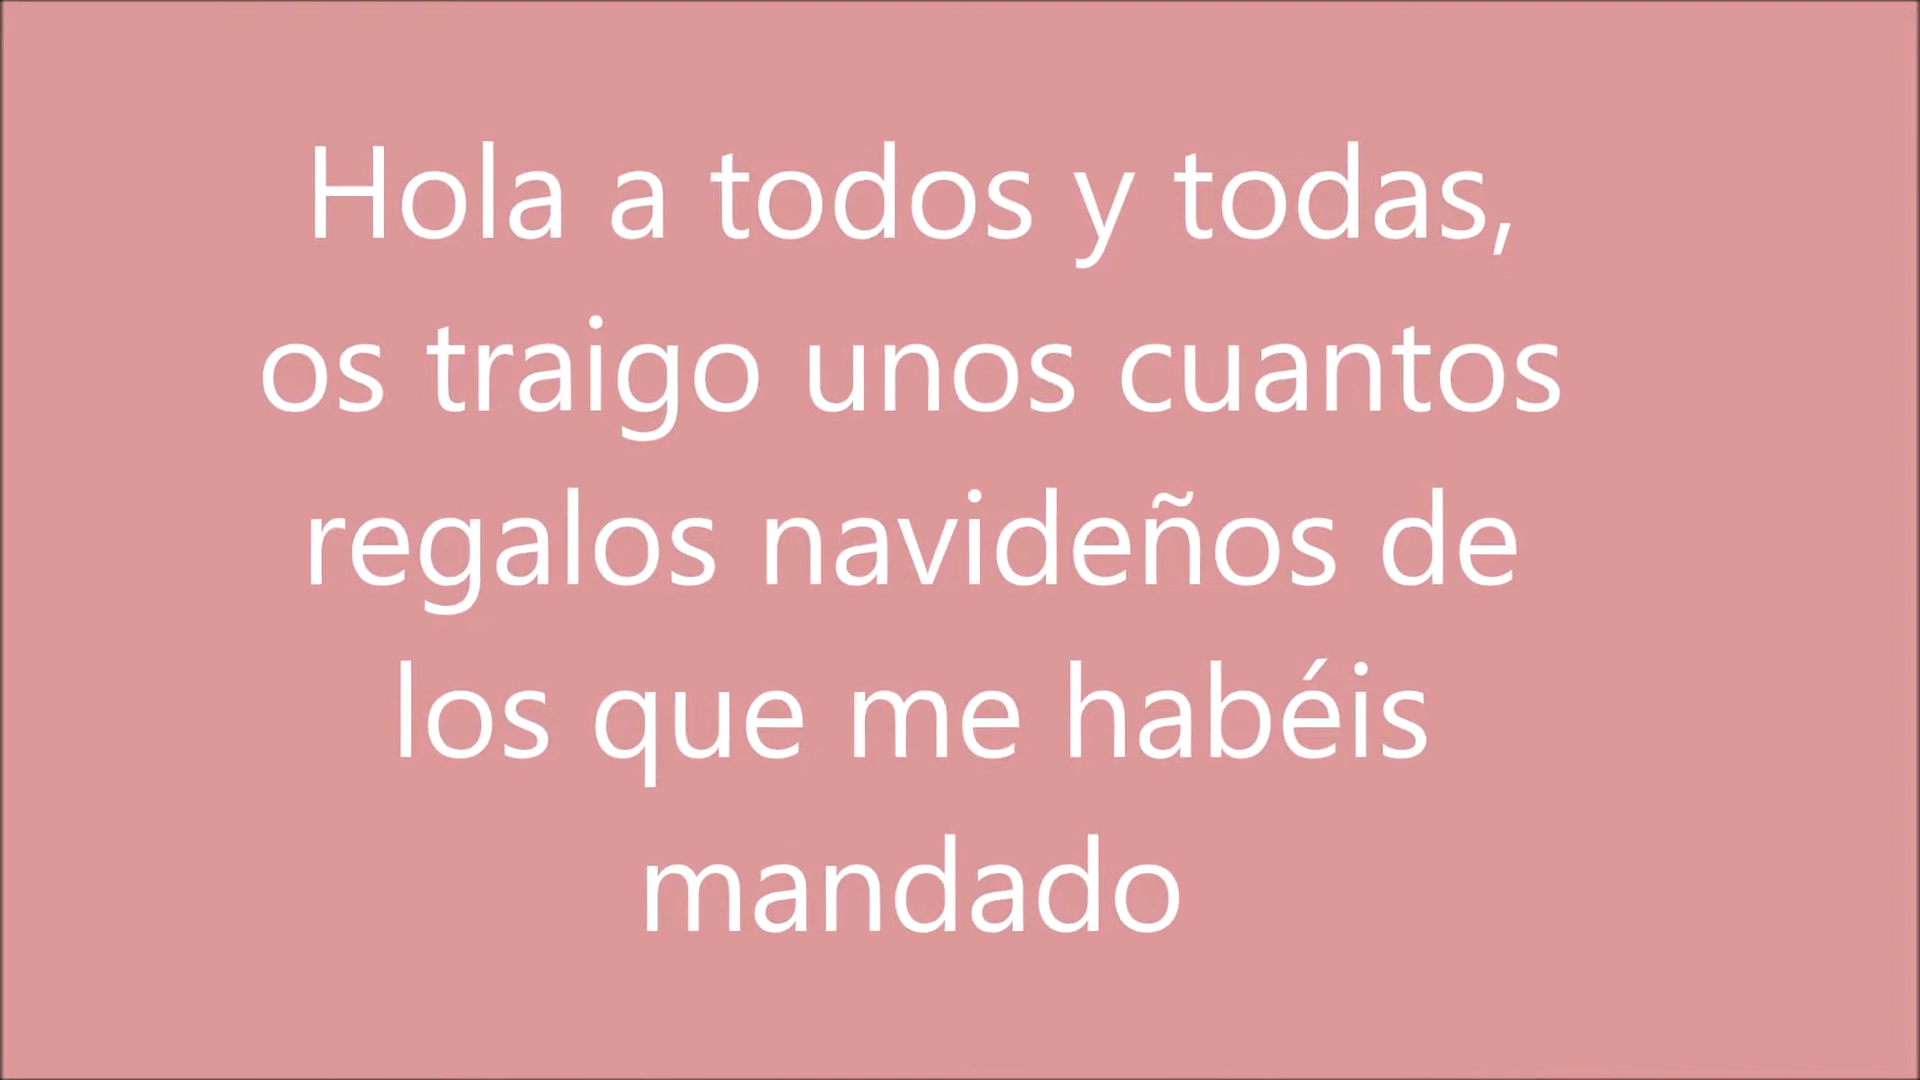 Hola a todos y todas,
os traigo unos cuantos
regalos navideños de
los que me habéis
mandado